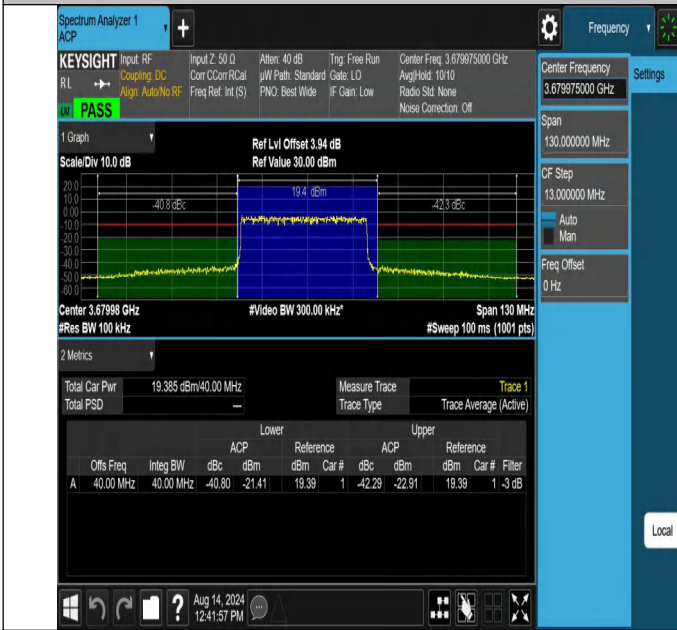 Spectrum Analyzer 1
ACP
+
Frequency
KEYSIGHT Input: RF Input Z: 50 Ω Atten: 40 dB Trig: Free Run Center Freq: 3.679975000 GHz
RL Coupling: DC Corr CCorr RCal µW Path: Standard Gate: LO Avg|Hold: 10/10
Align: Auto/No RF Freq Ref: Int (S) PNO: Best Wide IF Gain: Low Radio Std: None
Noise Correction: Off
PASS
Center Frequency
3.679975000 GHz
Settings
Span
130.000000 MHz
CF Step
13.000000 MHz
Auto
Man
Freq Offset
0 Hz
1 Graph
Ref Lvl Offset 3.94 dB
Scale/Div 10.0 dB Ref Value 30.00 dBm
20.0
10.0
0.00
-10.0
-20.0
-30.0
-40.0
-50.0
-60.0
-40.8 dBc 19.4 dBm -42.3 dBc
Center 3.67998 GHz #Video BW 300.00 kHz* Span 130 MHz
#Res BW 100 kHz #Sweep 100 ms (1001 pts)
2 Metrics
Total Car Pwr 19.385 dBm/40.00 MHz Measure Trace Trace 1
Total PSD --- Trace Type Trace Average (Active)
Lower Upper
ACP Reference ACP Reference
Offs Freq Integ BW dBc dBm dBm Car # dBc dBm dBm Car # Filter
A 40.00 MHz 40.00 MHz -40.80 -21.41 19.39 1 -42.29 -22.91 19.39 1 -3 dB
Local
?
Aug 14, 2024
12:41:57 PM